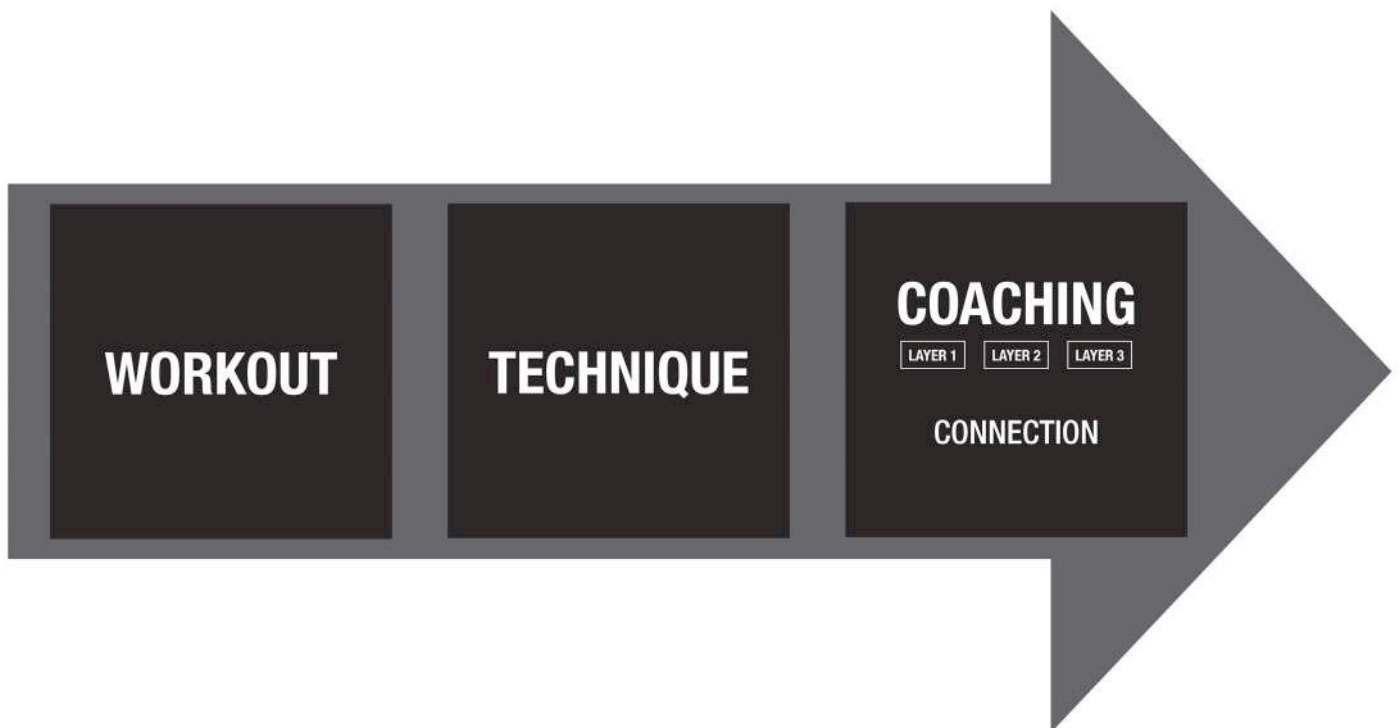 WORKOUT
TECHNIQUE
COACHING
LAYER 1 LAYER 2 LAYER 3
CONNECTION